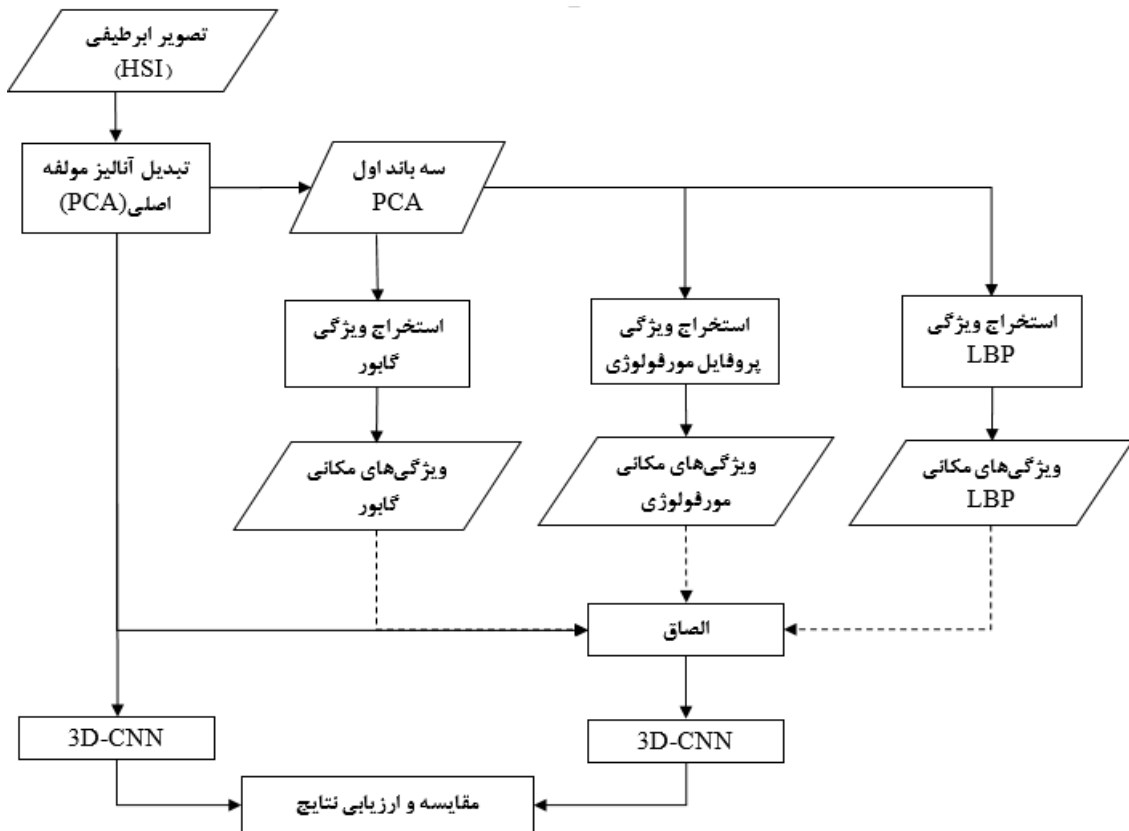 تصویر ابرطیفی
(HSI)
تبدیل آنالیز مولفه
اصلی(PCA)
سه باند اول
PCA
استخراج ویژگی
گابور
استخراج ویژگی
پروفایل مورفولوژی
استخراج ویژگی
LBP
ویژگی‌های مکانی
گابور
ویژگی‌های مکانی
مورفولوژی
ویژگی‌های مکانی
LBP
الصاق
3D-CNN
3D-CNN
مقایسه و ارزیابی نتایج